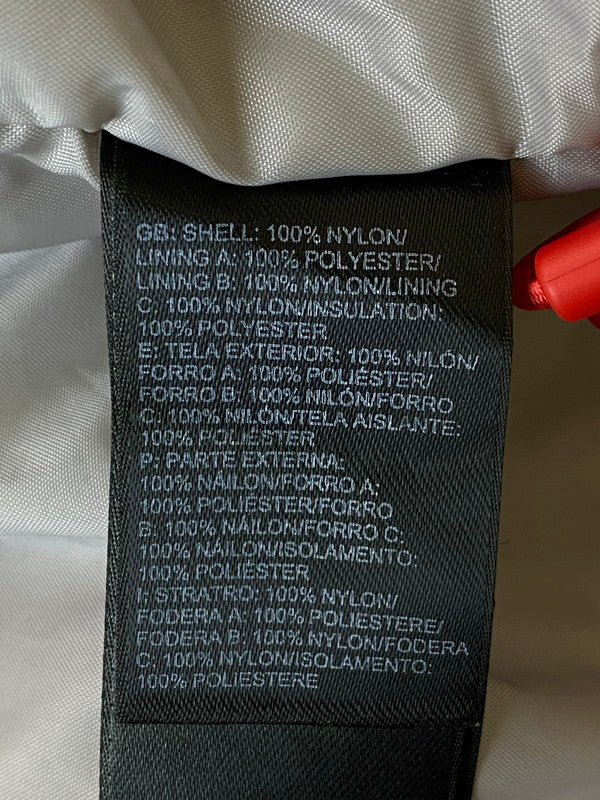 GB: SHELL: 100% NYLON/
LINING A: 100% POLYESTER/
LINING B: 100% NYLON/LINING
C: 100% NYLON/INSULATION:
100% POLYESTER
E: TELA EXTERIOR: 100% NILÓN/
FORRO A: 100% POLIÉSTER/
FORRO B: 100% NILÓN/FORRO
C: 100% NILÓN/TELA AISLANTE:
100% POLIESTER
P: PARTE EXTERNA:
100% NÁILON/FORRO A:
100% POLIÉSTER/FORRO
B: 100% NÁILON/FORRO C:
100% NÁILON/ISOLAMENTO:
100% POLIESTER
I: STRATRO: 100% NYLON/
FODERA A: 100% POLIESTERE/
FODERA B: 100% NYLON/FODERA
C: 100% NYLON/ISOLAMENTO:
100% POLIESTERE